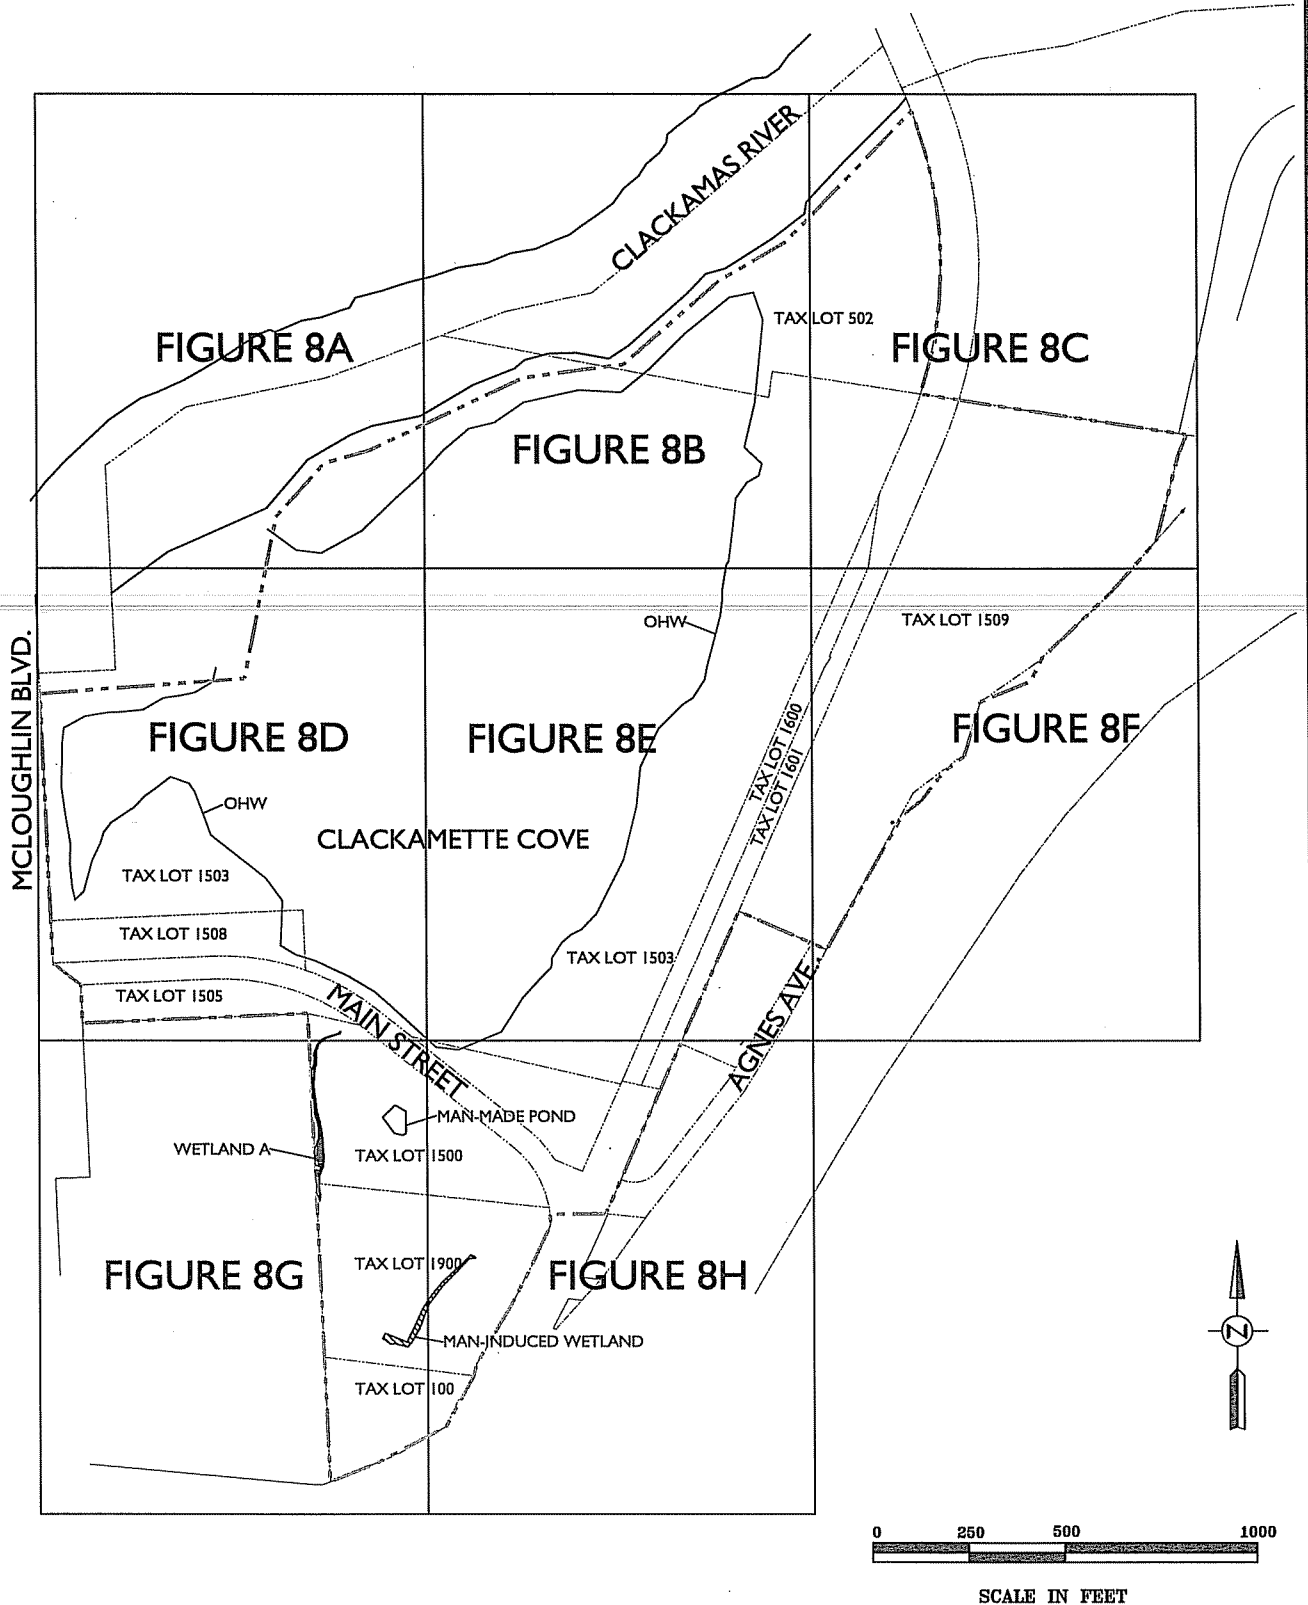 CLACKAMAS RIVER
TAX LOT 502
FIGURE 8A
FIGURE 8C
FIGURE 8B
OHW
TAX LOT 1509
MCLOUGHLIN BLVD.
FIGURE 8D
FIGURE 8E
TAX LOT 1600
TAX LOT 1601
FIGURE 8F
OHW
CLACKAMETTE COVE
TAX LOT 1503
TAX LOT 1508
TAX LOT 1503
TAX LOT 1505
MAIN STREET
AGNES AVE.
MAN-MADE POND
WETLAND A
TAX LOT 1500
TAX LOT 1900
FIGURE 8G
FIGURE 8H
MAN-INDUCED WETLAND
TAX LOT 100
N
0 250 500 1000
SCALE IN FEET